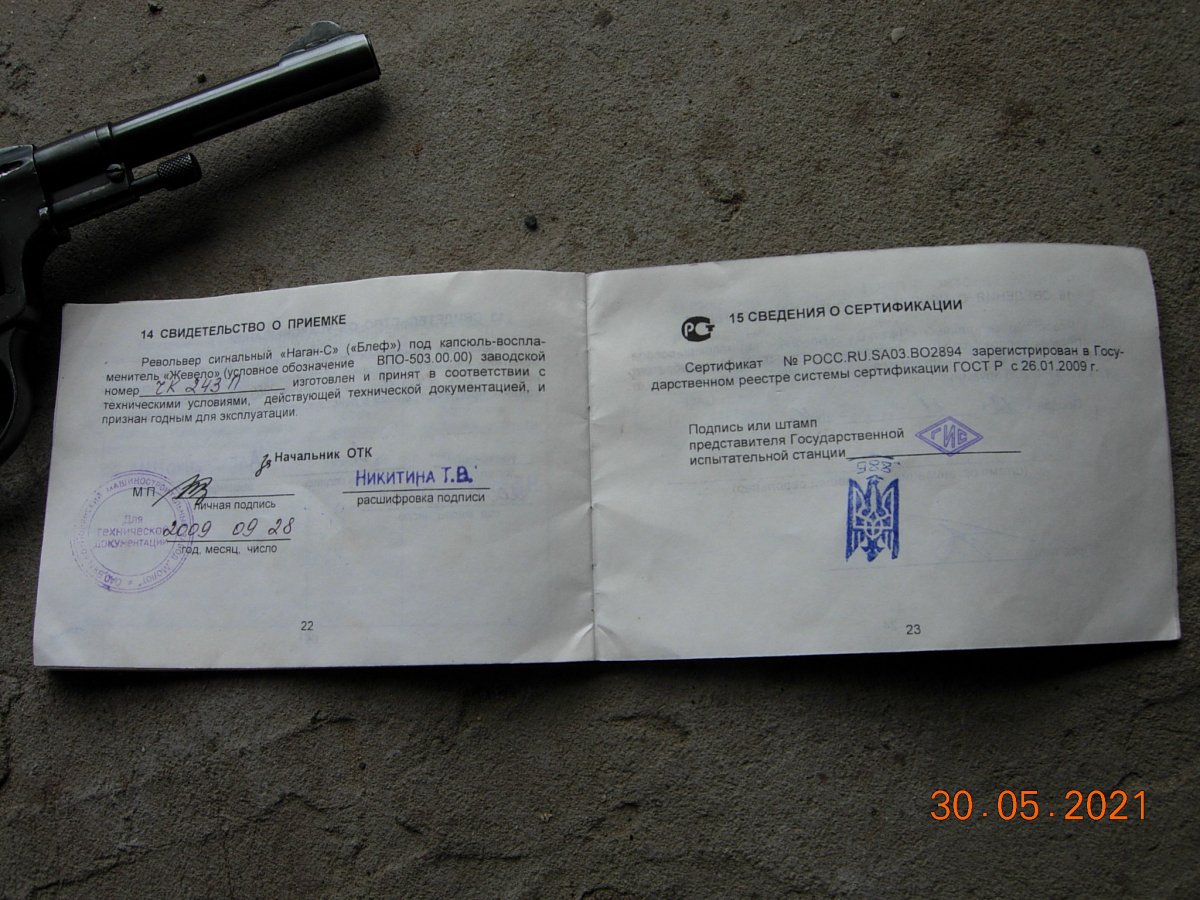 14 СВИДЕТЕЛЬСТВО О ПРИЕМКЕ
Револьвер сигнальный «Наган-С» («Блеф») под капсюль-воспла-
менитель «Жевело» (условное обозначение ВПО-503.00.00) заводской
номер ЧК 243 П изготовлен и принят в соответствии с
техническими условиями, действующей технической документацией, и
признан годным для эксплуатации.
Начальник ОТК
МП
НИКИТИНА Т.В.
личная подпись
расшифровка подписи
2009 09 28
год, месяц, число
Для
технической
документации
22
РСТ
15 СВЕДЕНИЯ О СЕРТИФИКАЦИИ
Сертификат № РОСС.RU.SA03.ВО2894 зарегистрирован в Госу-
дарственном реестре системы сертификации ГОСТ Р с 26.01.2009 г.
Подпись или штамп
представителя Государственной
испытательной станции
ГИС
23
30.05.2021